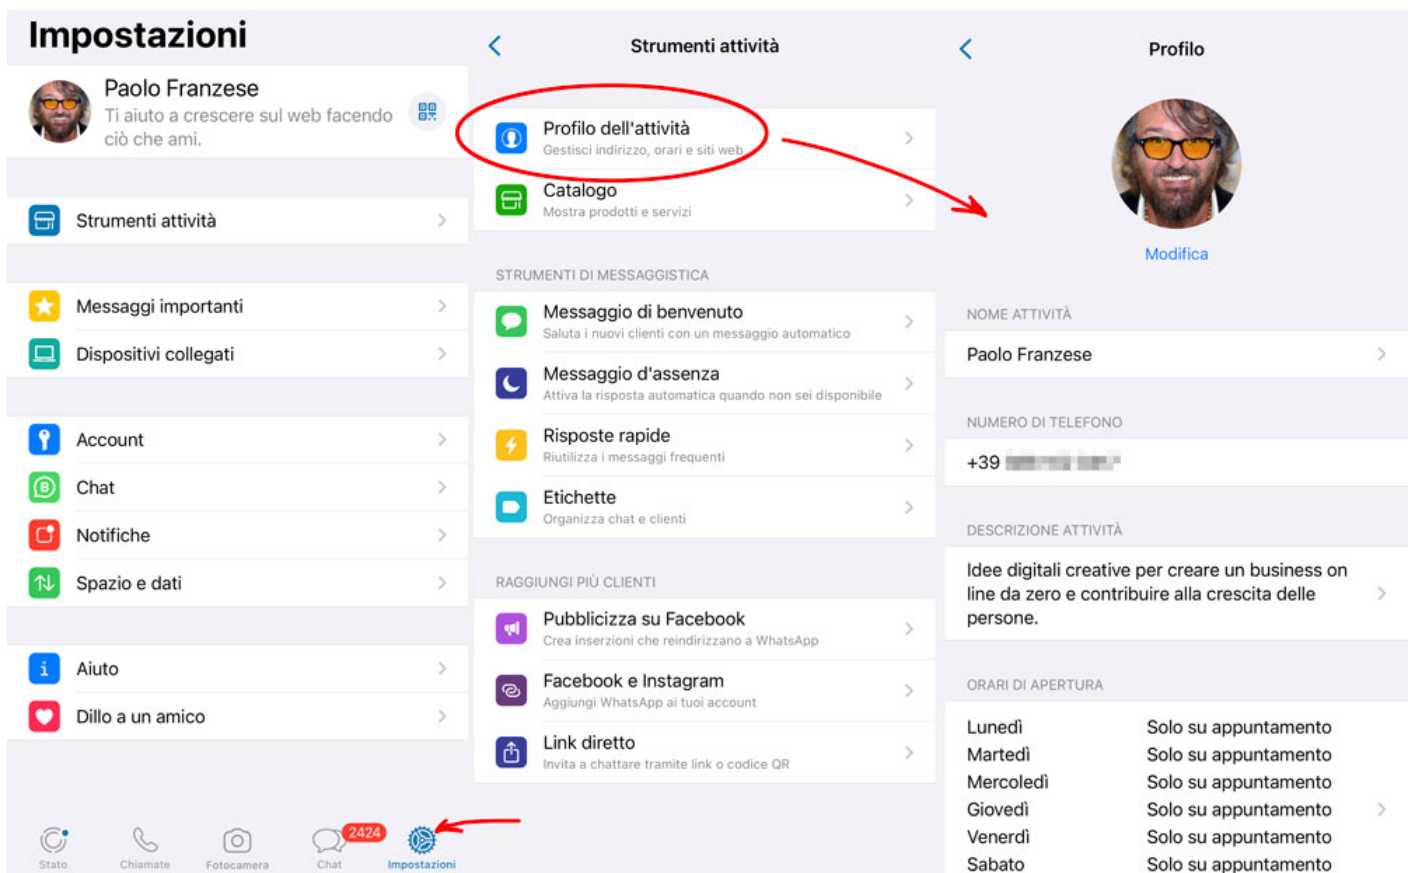 Impostazioni
Paolo Franzese
Ti aiuto a crescere sul web facendo
ciò che ami.
Strumenti attività
Messaggi importanti
Dispositivi collegati
Account
Chat
Notifiche
Spazio e dati
Aiuto
Dillo a un amico
Stato
Chiamate
Fotocamera
2424
Chat
Impostazioni
Strumenti attività
Profilo dell'attività
Gestisci indirizzo, orari e siti web
Catalogo
Mostra prodotti e servizi
STRUMENTI DI MESSAGGISTICA
Messaggio di benvenuto
Saluta i nuovi clienti con un messaggio automatico
Messaggio d'assenza
Attiva la risposta automatica quando non sei disponibile
Risposte rapide
Riutilizza i messaggi frequenti
Etichette
Organizza chat e clienti
RAGGIUNGI PIÙ CLIENTI
Pubblicizza su Facebook
Crea inserzioni che reindirizzano a WhatsApp
Facebook e Instagram
Aggiungi WhatsApp ai tuoi account
Link diretto
Invita a chattare tramite link o codice QR
Profilo
Modifica
NOME ATTIVITÀ
Paolo Franzese
NUMERO DI TELEFONO
+39
DESCRIZIONE ATTIVITÀ
Idee digitali creative per creare un business on
line da zero e contribuire alla crescita delle
persone.
ORARI DI APERTURA
Lunedì Solo su appuntamento
Martedì Solo su appuntamento
Mercoledì Solo su appuntamento
Giovedì Solo su appuntamento
Venerdì Solo su appuntamento
Sabato Solo su appuntamento